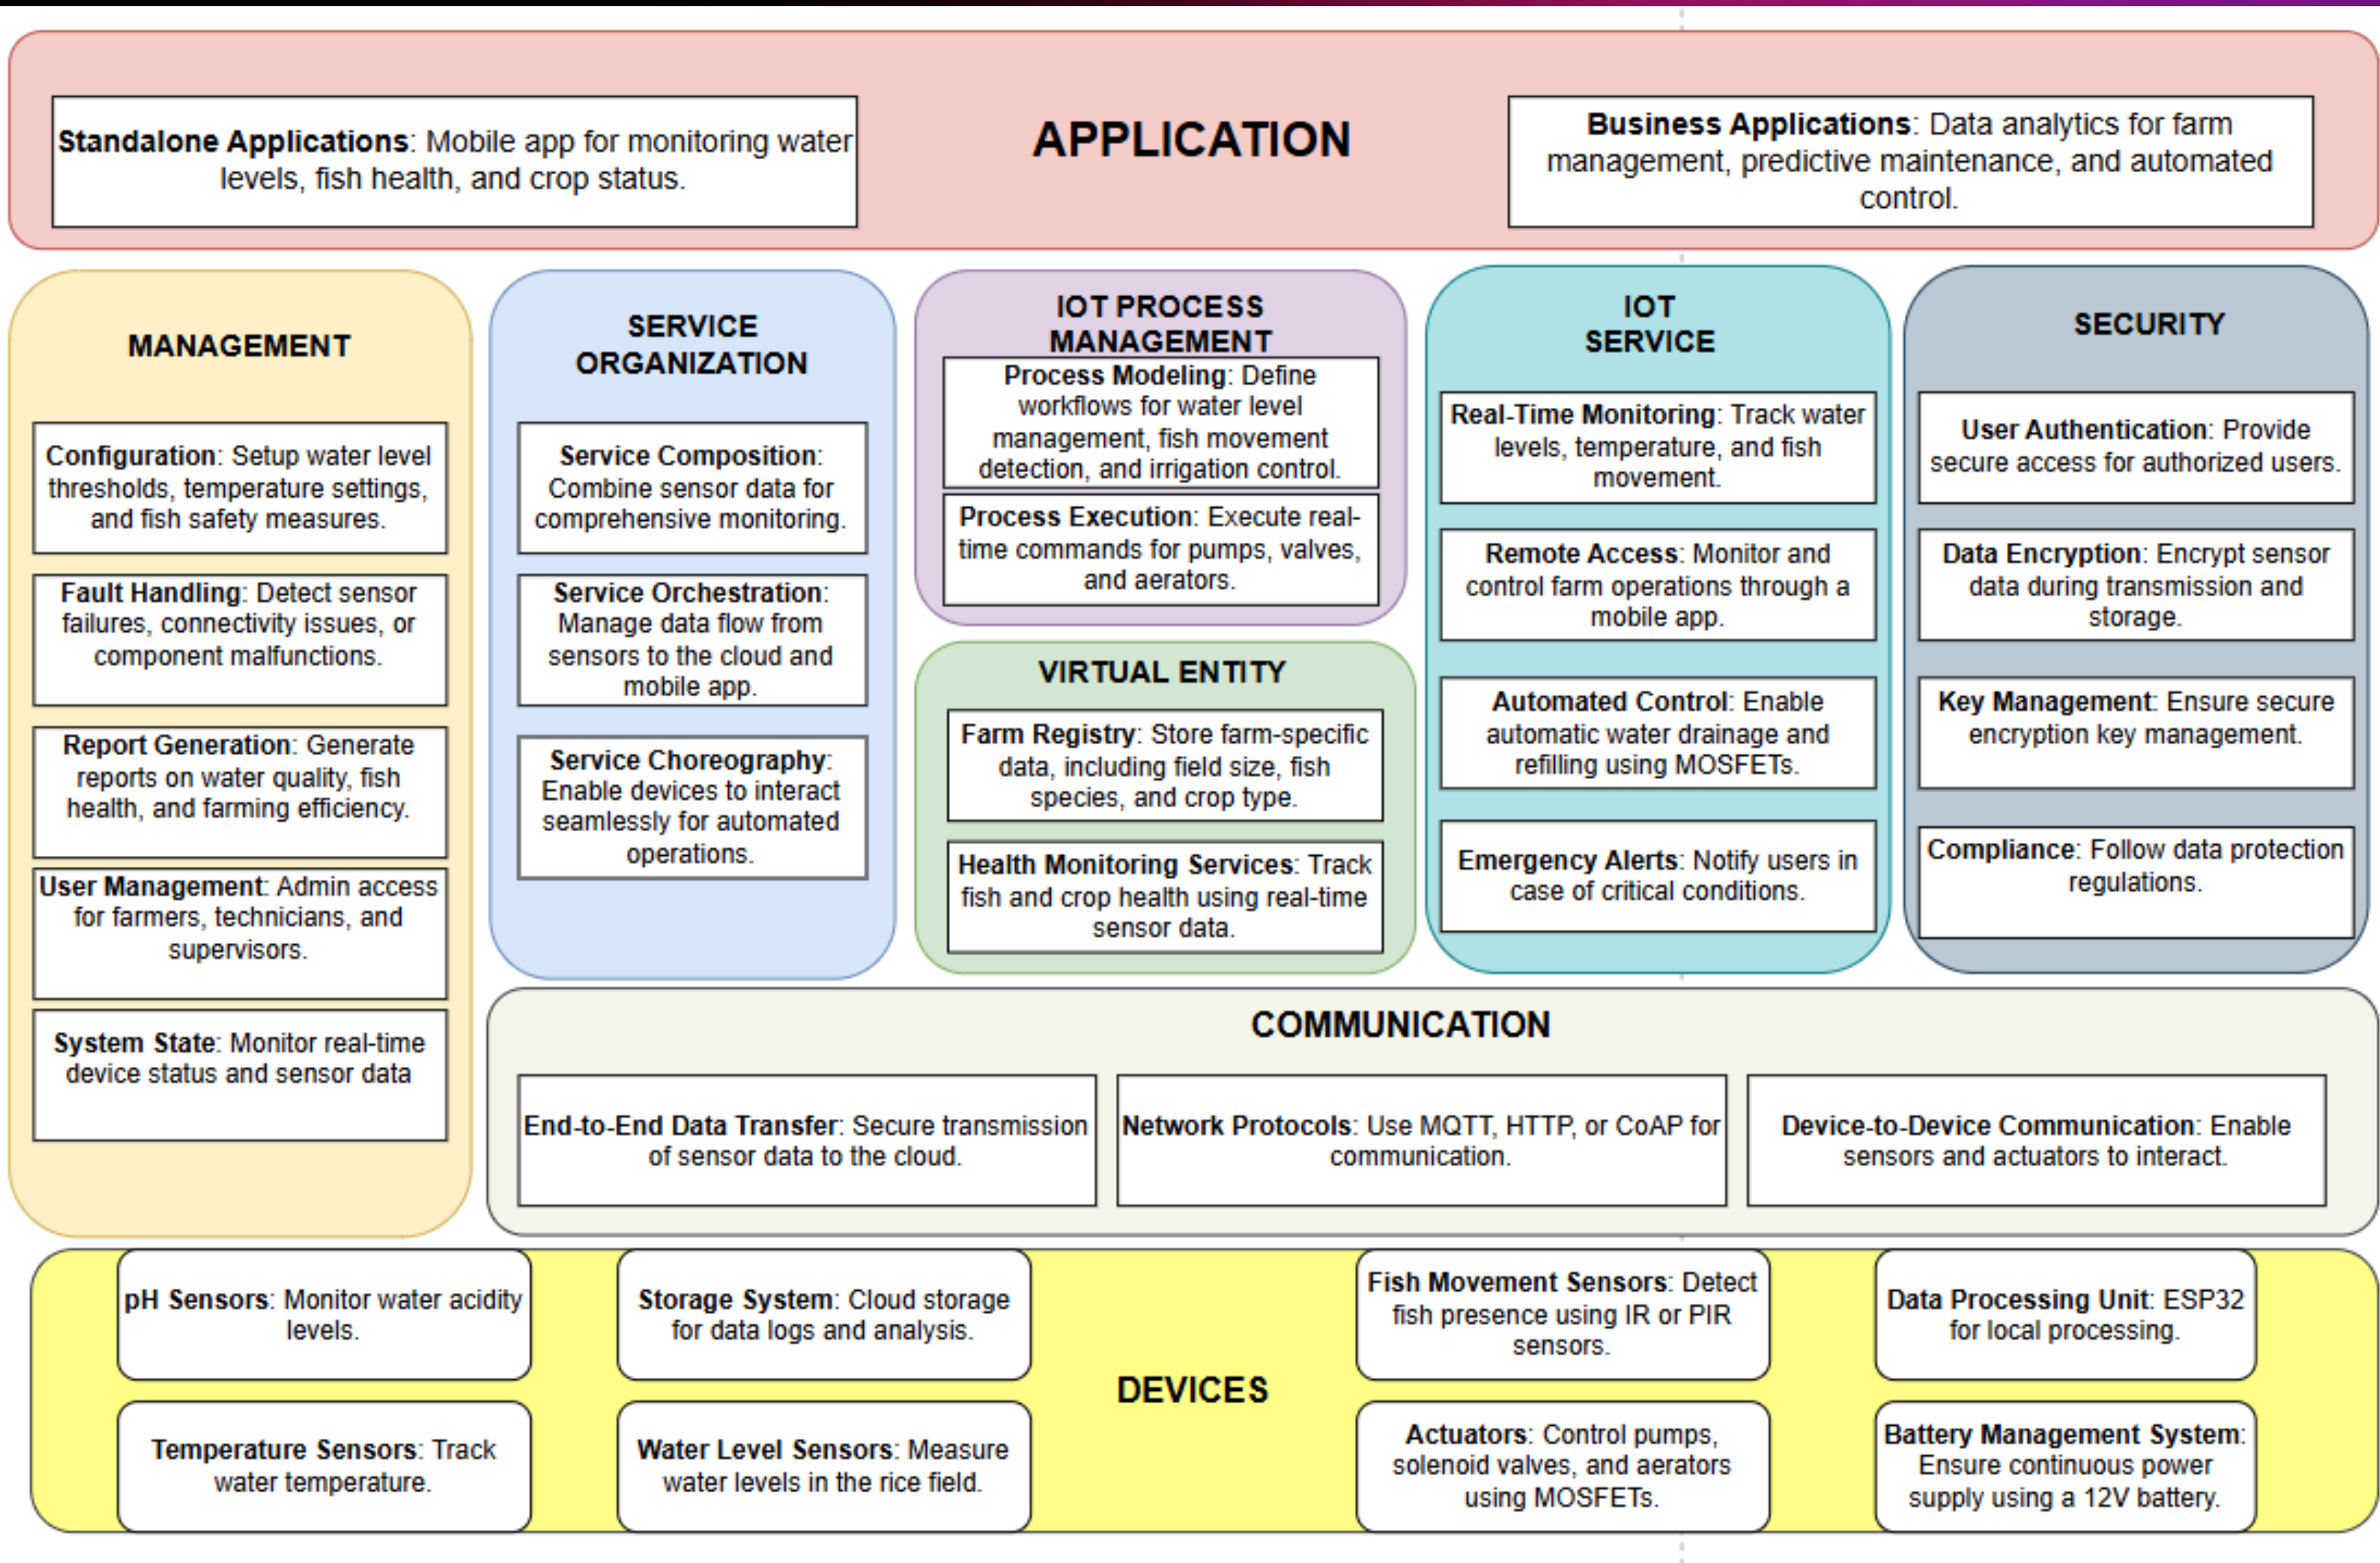 APPLICATION
Standalone Applications: Mobile app for monitoring water
levels, fish health, and crop status.
Business Applications: Data analytics for farm
management, predictive maintenance, and automated
control.
MANAGEMENT
Configuration: Setup water level
thresholds, temperature settings,
and fish safety measures.
Fault Handling: Detect sensor
failures, connectivity issues, or
component malfunctions.
Report Generation: Generate
reports on water quality, fish
health, and farming efficiency.
User Management: Admin access
for farmers, technicians, and
supervisors.
System State: Monitor real-time
device status and sensor data
SERVICE
ORGANIZATION
Service Composition:
Combine sensor data for
comprehensive monitoring.
Service Orchestration:
Manage data flow from
sensors to the cloud and
mobile app.
Service Choreography:
Enable devices to interact
seamlessly for automated
operations.
IOT PROCESS
MANAGEMENT
Process Modeling: Define
workflows for water level
management, fish movement
detection, and irrigation control.
Process Execution: Execute real-
time commands for pumps, valves,
and aerators.
VIRTUAL ENTITY
Farm Registry: Store farm-specific
data, including field size, fish
species, and crop type.
Health Monitoring Services: Track
fish and crop health using real-time
sensor data.
IOT
SERVICE
Real-Time Monitoring: Track water
levels, temperature, and fish
movement.
Remote Access: Monitor and
control farm operations through a
mobile app.
Automated Control: Enable
automatic water drainage and
refilling using MOSFETs.
Emergency Alerts: Notify users in
case of critical conditions.
SECURITY
User Authentication: Provide
secure access for authorized users.
Data Encryption: Encrypt sensor
data during transmission and
storage.
Key Management: Ensure secure
encryption key management.
Compliance: Follow data protection
regulations.
COMMUNICATION
End-to-End Data Transfer: Secure transmission
of sensor data to the cloud.
Network Protocols: Use MQTT, HTTP, or CoAP for
communication.
Device-to-Device Communication: Enable
sensors and actuators to interact.
DEVICES
pH Sensors: Monitor water acidity
levels.
Storage System: Cloud storage
for data logs and analysis.
Fish Movement Sensors: Detect
fish presence using IR or PIR
sensors.
Data Processing Unit: ESP32
for local processing.
Temperature Sensors: Track
water temperature.
Water Level Sensors: Measure
water levels in the rice field.
Actuators: Control pumps,
solenoid valves, and aerators
using MOSFETs.
Battery Management System:
Ensure continuous power
supply using a 12V battery.